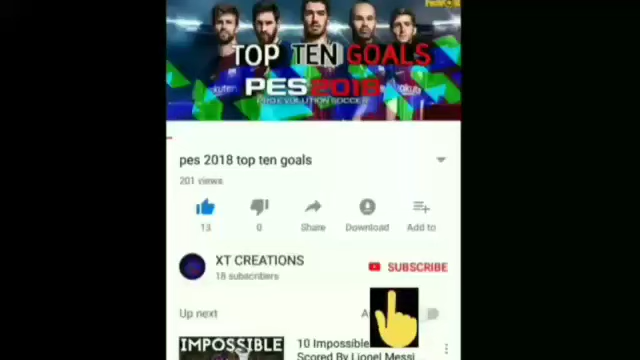 TOP TEN GOALS
PES2018
PRO EVOLUTION SOCCER
pes 2018 top ten goals
201 views
13
0
Share
Download
Add to
XT CREATIONS
18 subscribers
SUBSCRIBE
Up next
A
IMPOSSIBLE
10 Impossible
Scored By Lionel Messi